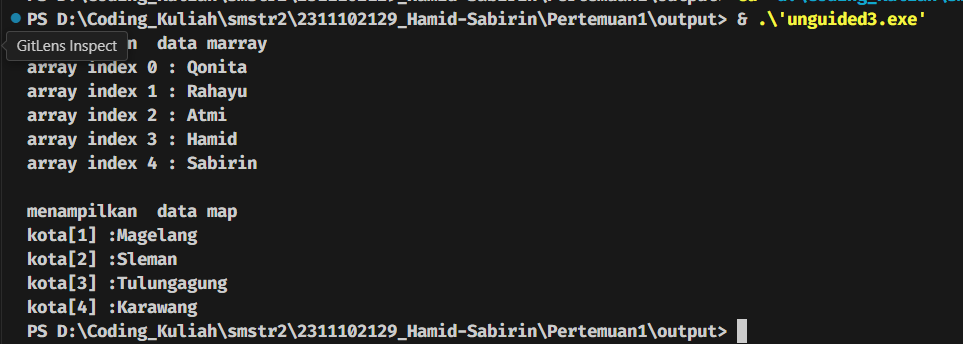 PS D:\Coding_Kuliah\smstr2\2311102129_Hamid-Sabirin\Pertemuan1\output> & .\'unguided3.exe'
GitLens Inspect
data marray
array index 0 : Qonita
array index 1 : Rahayu
array index 2 : Atmi
array index 3 : Hamid
array index 4 : Sabirin
menampilkan  data map
kota[1] :Magelang
kota[2] :Sleman
kota[3] :Tulungagung
kota[4] :Karawang
PS D:\Coding_Kuliah\smstr2\2311102129_Hamid-Sabirin\Pertemuan1\output>